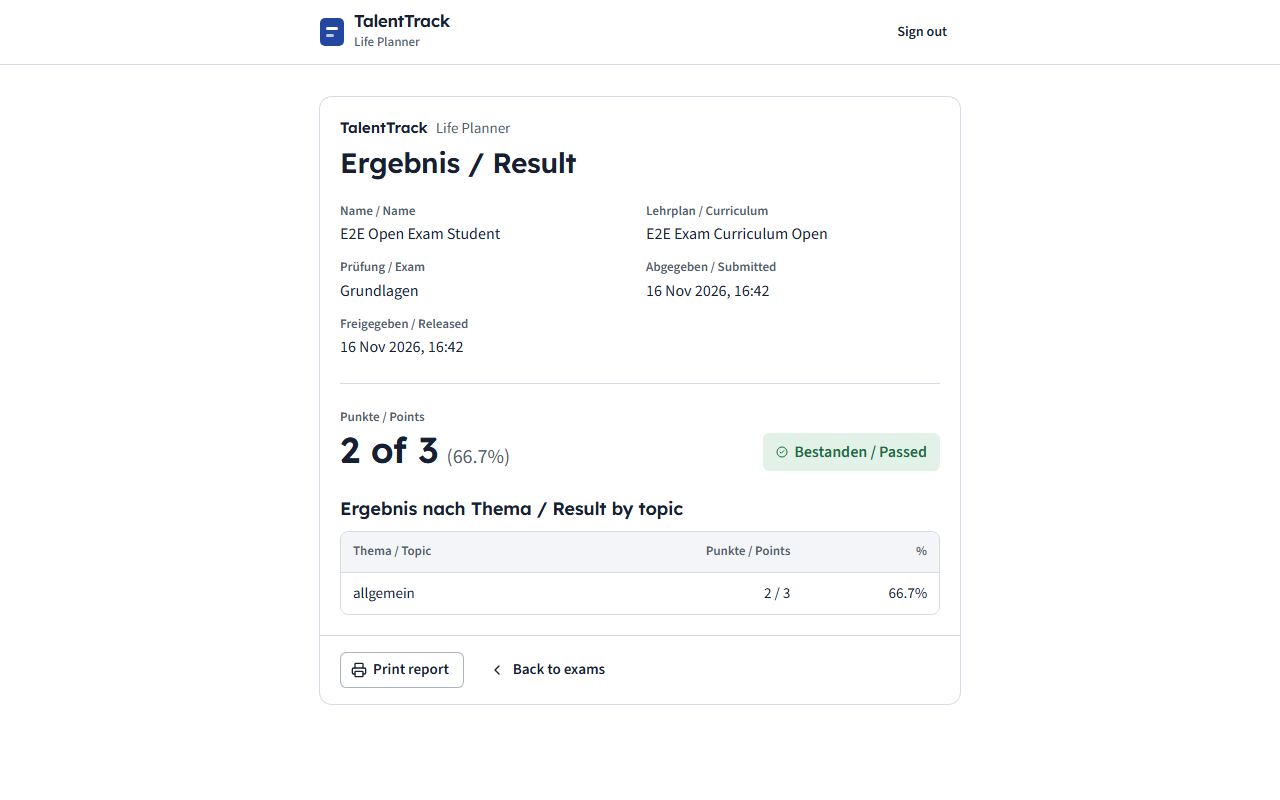 TalentTrack
Life Planner
Sign out
TalentTrack Life Planner
Ergebnis / Result
Name / Name
E2E Open Exam Student
Lehrplan / Curriculum
E2E Exam Curriculum Open
Prüfung / Exam
Grundlagen
Abgegeben / Submitted
16 Nov 2026, 16:42
Freigegeben / Released
16 Nov 2026, 16:42
Punkte / Points
2 of 3 (66.7%)
Bestanden / Passed
Ergebnis nach Thema / Result by topic
Thema / Topic Punkte / Points %
allgemein 2 / 3 66.7%
Print report
Back to exams